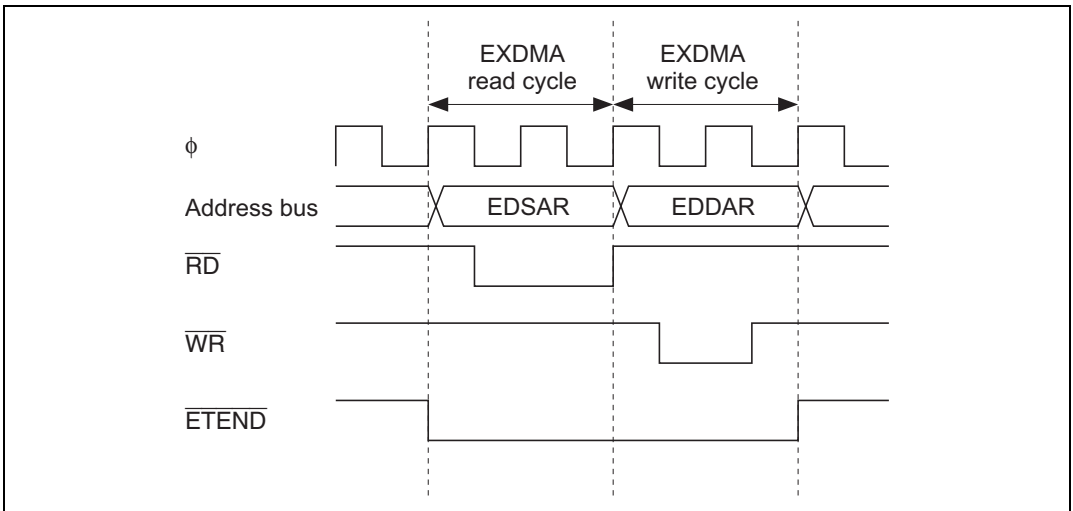 EXDMA
read cycle
EXDMA
write cycle
ϕ
Address bus
EDSAR
EDDAR
RD
WR
ETEND